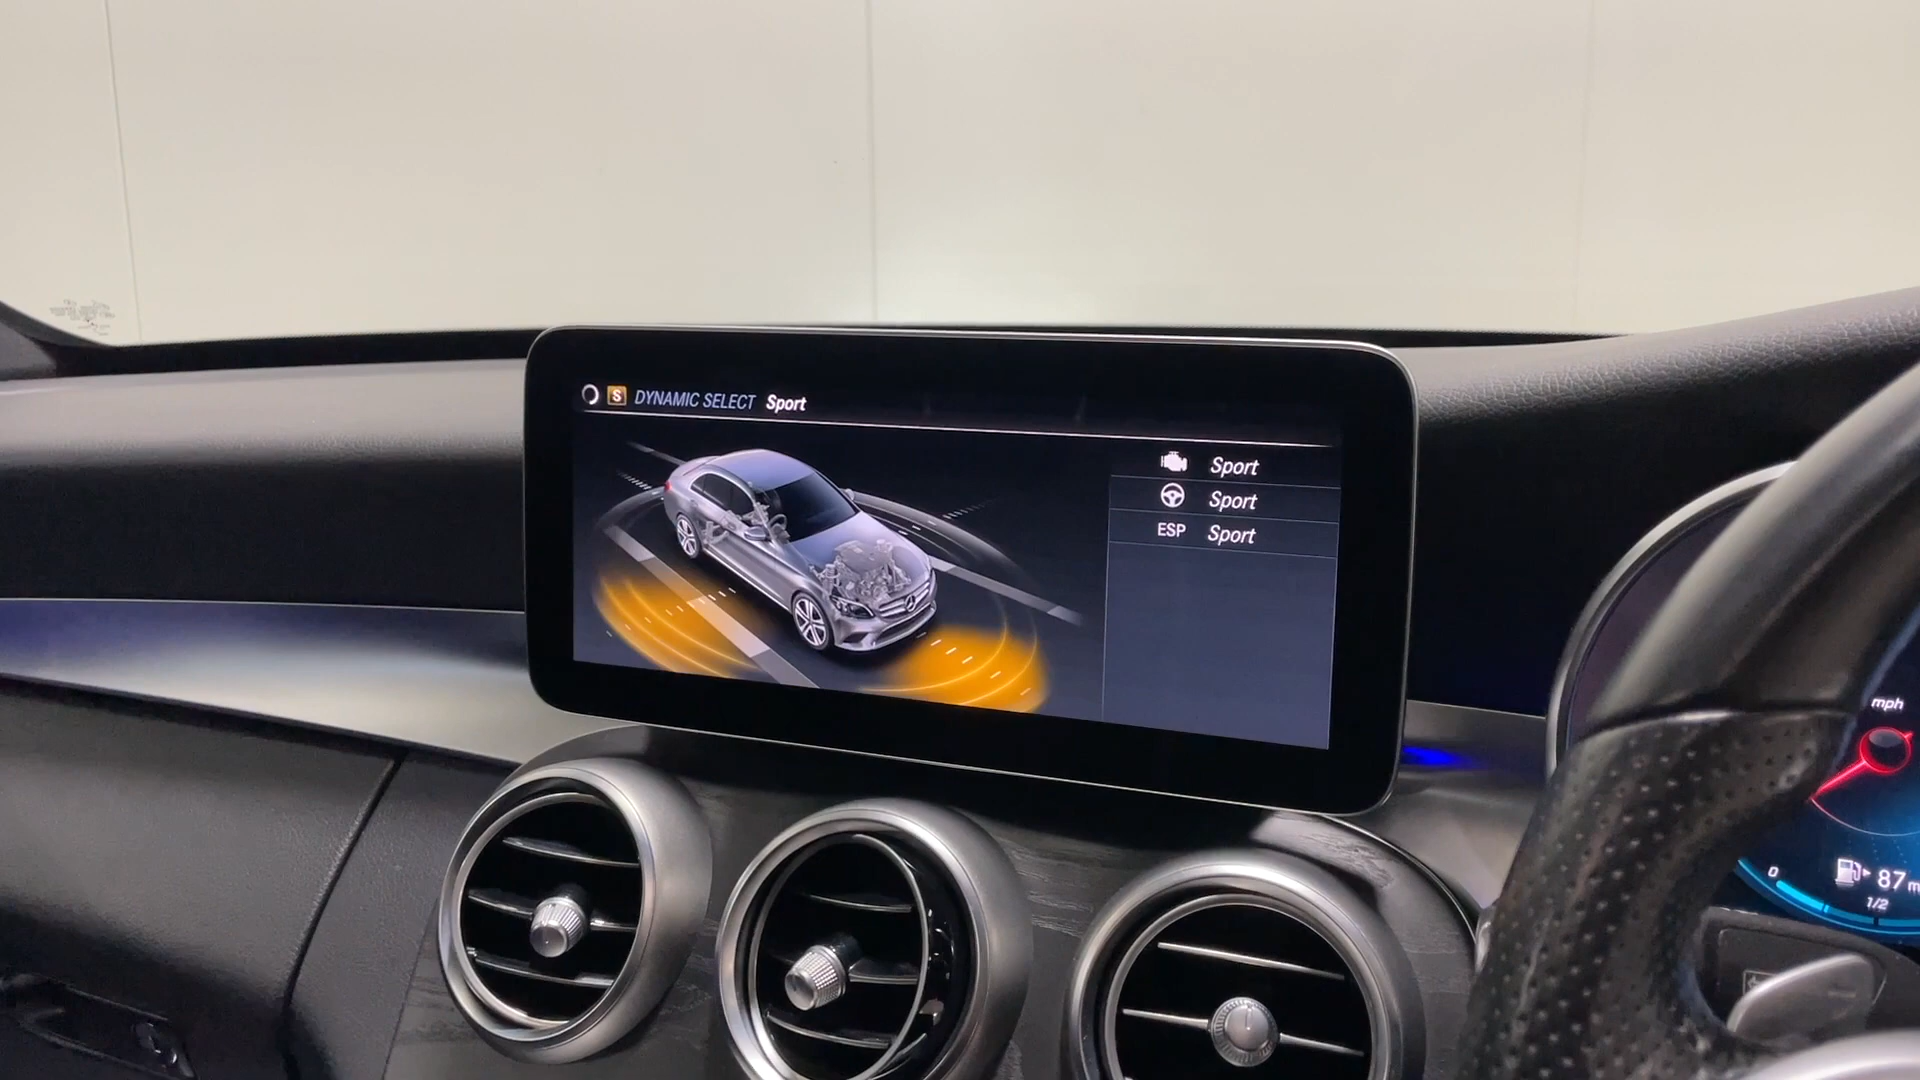 S DYNAMIC SELECT Sport
Sport
Sport
ESP Sport
mph
0
87
1/2